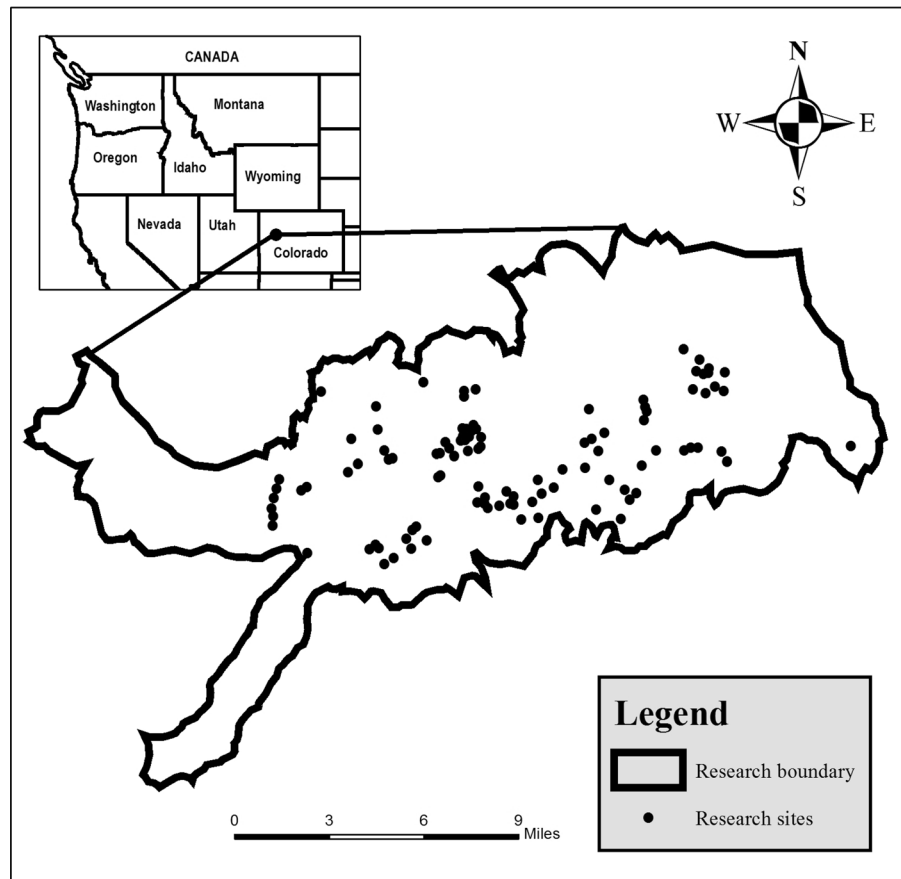 CANADA
Washington
Montana
Oregon
Idaho
Wyoming
Nevada
Utah
Colorado
N
W
E
S
Legend
Research boundary
Research sites
0
3
6
9
Miles